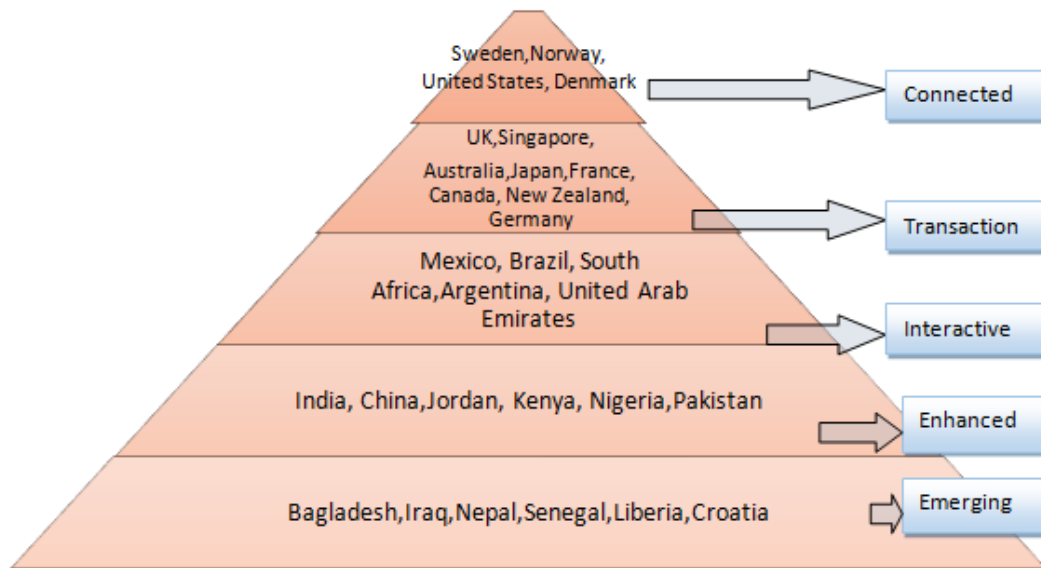 Sweden,Norway,
United States, Denmark
Connected
UK,Singapore,
Australia,Japan,France,
Canada, New Zealand,
Germany
Transaction
Mexico, Brazil, South
Africa,Argentina, United Arab
Emirates
Interactive
India, China,Jordan, Kenya, Nigeria,Pakistan
Enhanced
Bagladesh,Iraq,Nepal,Senegal,Liberia,Croatia
Emerging